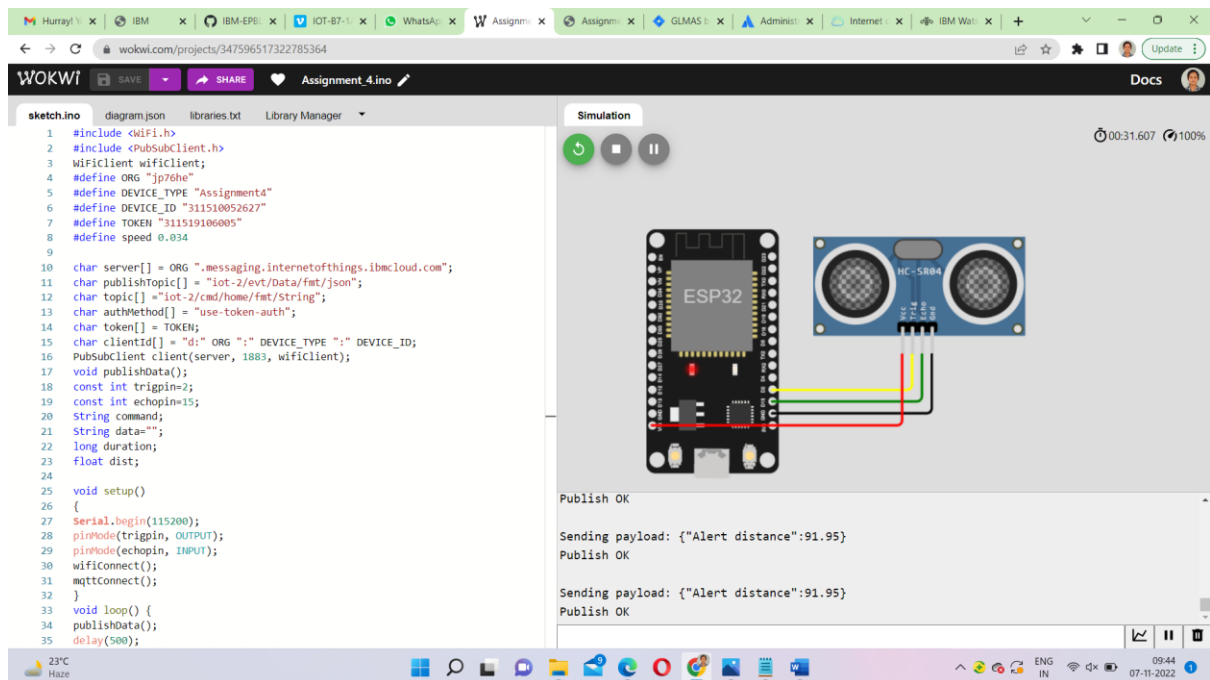 Hurray! Y
IBM
IBM-EPBL
IOT-B7-1A
WhatsAp
Assignme
Assignme
GLMAS b
Administ
Internet o
IBM Wats
wokwi.com/projects/347596517322785364
Update
WOKWI
SAVE
SHARE
Assignment_4.ino
Docs
sketch.ino
diagram.json
libraries.txt
Library Manager
Simulation
00:31.607
100%
1 #include <WiFi.h>
2 #include <PubSubClient.h>
3 WiFiClient wifiClient;
4 #define ORG "jp76he"
5 #define DEVICE_TYPE "Assignment4"
6 #define DEVICE_ID "311510052627"
7 #define TOKEN "311519106005"
8 #define speed 0.034
9
10 char server[] = ORG ".messaging.internetofthings.ibmcloud.com";
11 char publishTopic[] = "iot-2/evt/Data/fmt/json";
12 char topic[] ="iot-2/cmd/home/fmt/String";
13 char authMethod[] = "use-token-auth";
14 char token[] = TOKEN;
15 char clientId[] = "d:" ORG ":" DEVICE_TYPE ":" DEVICE_ID;
16 PubSubClient client(server, 1883, wifiClient);
17 void publishData();
18 const int trigpin=2;
19 const int echopin=15;
20 String command;
21 String data="";
22 long duration;
23 float dist;
24
25 void setup()
26 {
27 Serial.begin(115200);
28 pinMode(trigpin, OUTPUT);
29 pinMode(echopin, INPUT);
30 wifiConnect();
31 mqttConnect();
32 }
33 void loop() {
34 publishData();
35 delay(500);
ESP32
HC-SR04
Vcc
Trig
Echo
Gnd
Publish OK
Sending payload: {"Alert distance":91.95}
Publish OK
Sending payload: {"Alert distance":91.95}
Publish OK
23°C
Haze
ENG
IN
09:44
07-11-2022
1